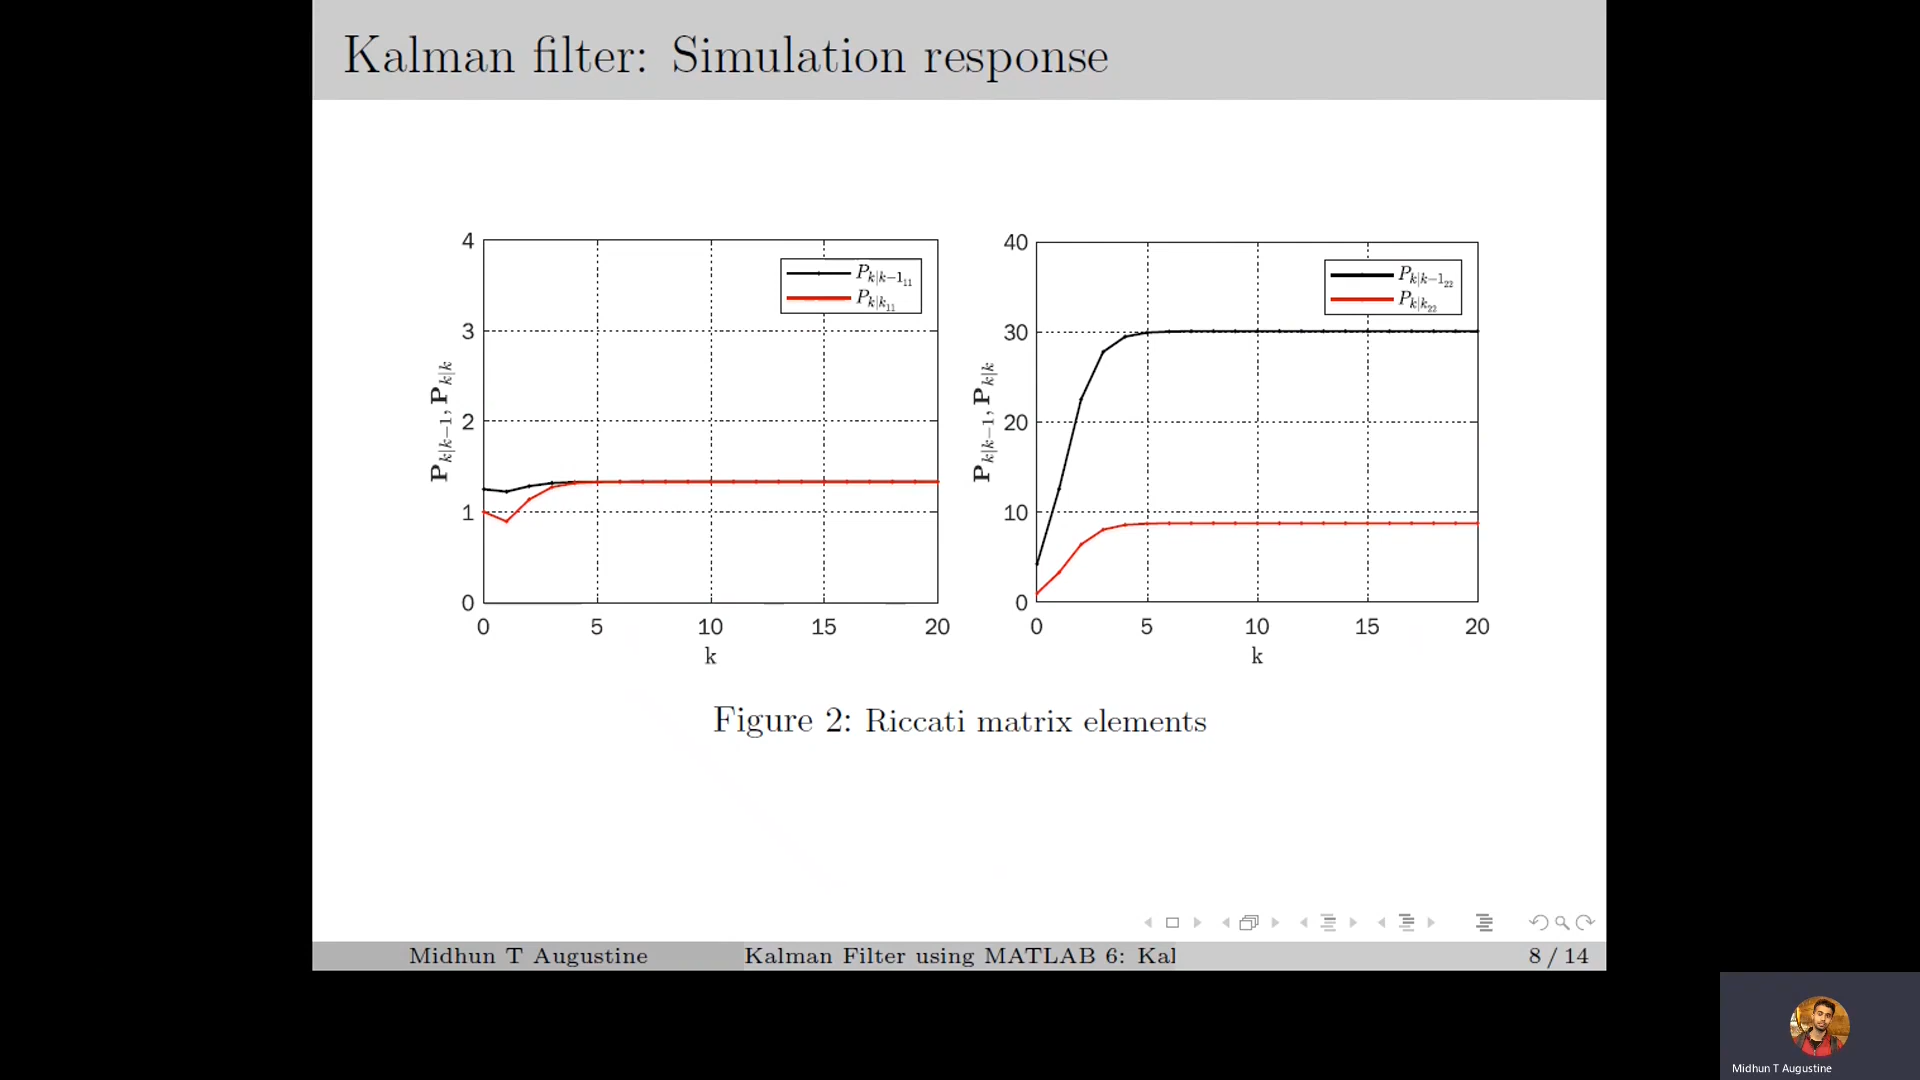 Kalman filter: Simulation response
4
3
2
1
0
0 5 10 15 20
k
P_{k|k−1}, P_{k|k}
P_{k|k−1_{11}}
P_{k|k_{11}}
40
30
20
10
0
0 5 10 15 20
k
P_{k|k−1}, P_{k|k}
P_{k|k−1_{22}}
P_{k|k_{22}}
Figure 2: Riccati matrix elements
Midhun T Augustine Kalman Filter using MATLAB 6: Kal 8 / 14
Midhun T Augustine